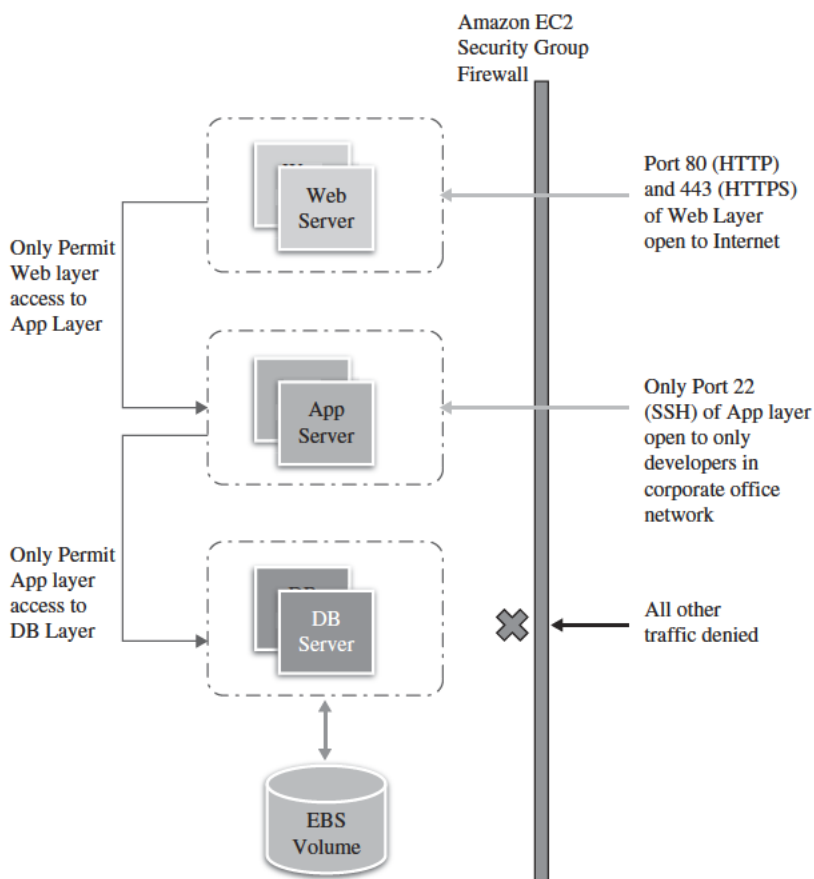 Amazon EC2
Security Group
Firewall
Web
Server
Port 80 (HTTP)
and 443 (HTTPS)
of Web Layer
open to Internet
Only Permit
Web layer
access to
App Layer
App
Server
Only Port 22
(SSH) of App layer
open to only
developers in
corporate office
network
Only Permit
App layer
access to
DB Layer
DB
Server
All other
traffic denied
EBS
Volume